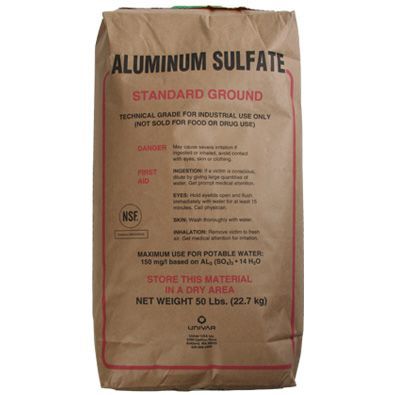 ALUMINUM SULFATE
STANDARD GROUND
TECHNICAL GRADE FOR INDUSTRIAL USE ONLY
(NOT SOLD FOR FOOD OR DRUG USE)
DANGER
May cause severe irritation if
ingested or inhaled, avoid contact
with eyes, skin or clothing.
FIRST
AID
INGESTION: If a victim is conscious,
dilute by giving large quantities of
water. Get prompt medical attention.
EYES: Hold eyelids open and flush
immediately with water for at least 15
minutes. Call physician.
SKIN: Wash thoroughly with water.
INHALATION: Remove victim to fresh
air. Get medical attention for irritation.
NSF
MAXIMUM USE FOR POTABLE WATER:
150 mg/l based on AL₂ (SO₄)₃ • 14 H₂O
STORE THIS MATERIAL
IN A DRY AREA
NET WEIGHT 50 Lbs. (22.7 kg)
UNIVAR